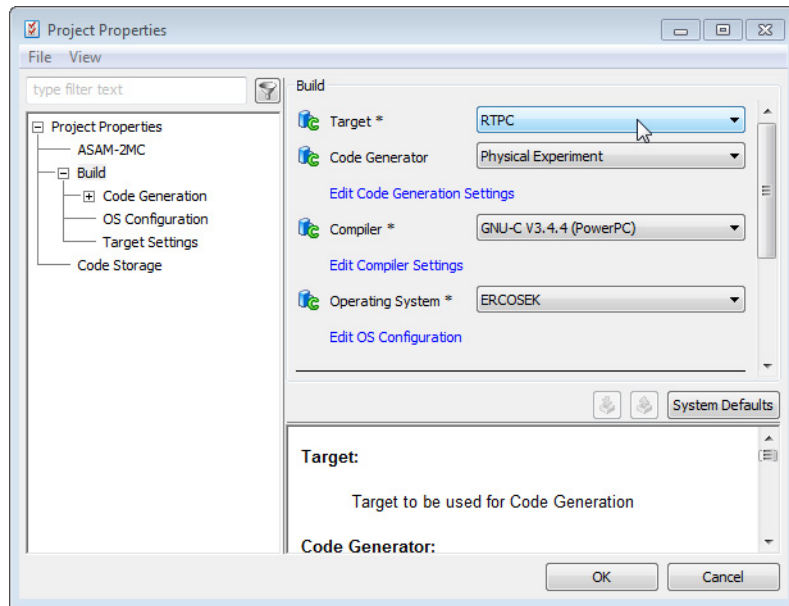 Project Properties
File View
type filter text
Project Properties
ASAM-2MC
Build
Code Generation
OS Configuration
Target Settings
Code Storage
Build
Target * RTPC
Code Generator Physical Experiment
Edit Code Generation Settings
Compiler * GNU-C V3.4.4 (PowerPC)
Edit Compiler Settings
Operating System * ERCOSEK
Edit OS Configuration
System Defaults
Target:
Target to be used for Code Generation
Code Generator:
OK Cancel